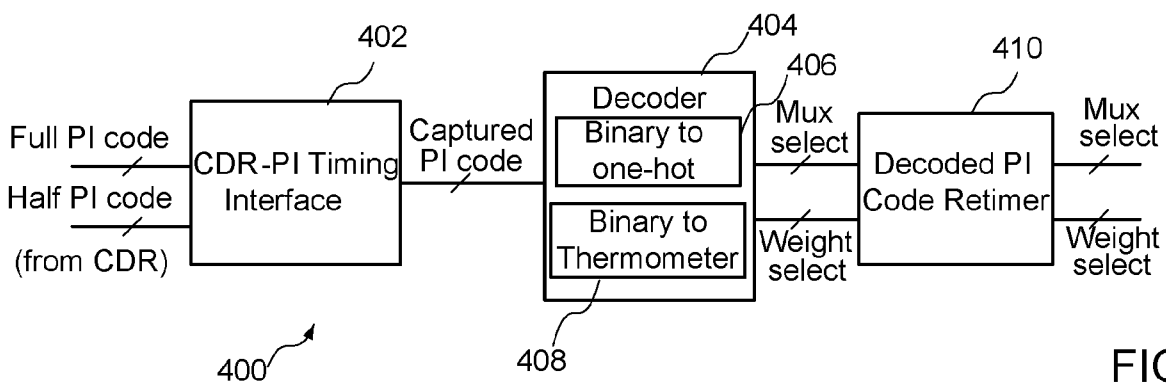 402
404
406
410
Full PI code
Half PI code
(from CDR)
CDR-PI Timing
Interface
Captured
PI code
Decoder
Binary to
one-hot
Binary to
Thermometer
Mux
select
Weight
select
Decoded PI
Code Retimer
Mux
select
Weight
select
400
408
FIG